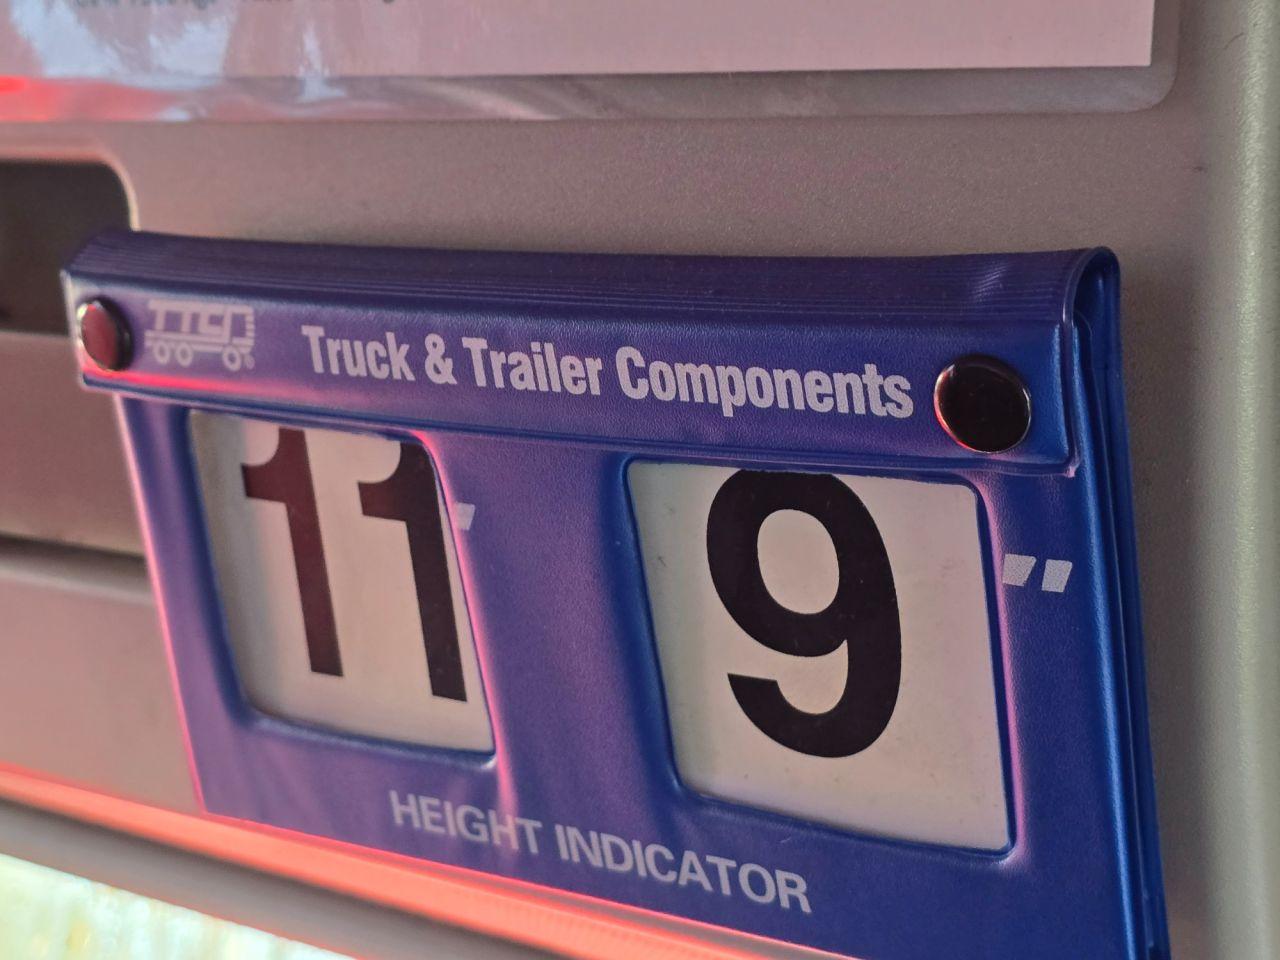 TTC
Truck & Trailer Components
11' 9"
HEIGHT INDICATOR